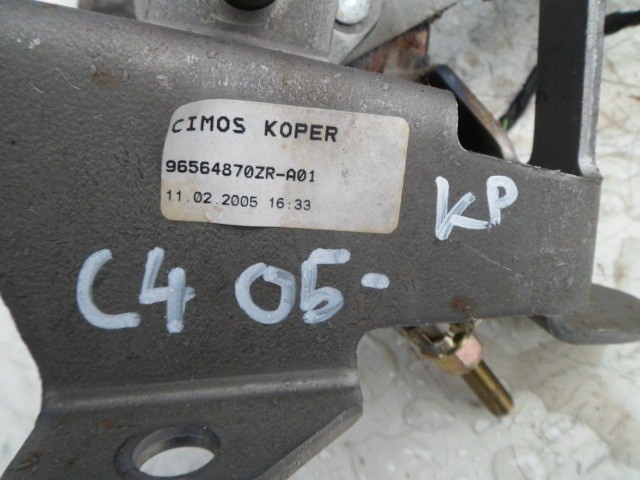 CIMOS KOPER
96564870ZR-A01
11.02.2005 16:33
KP
C4 05-